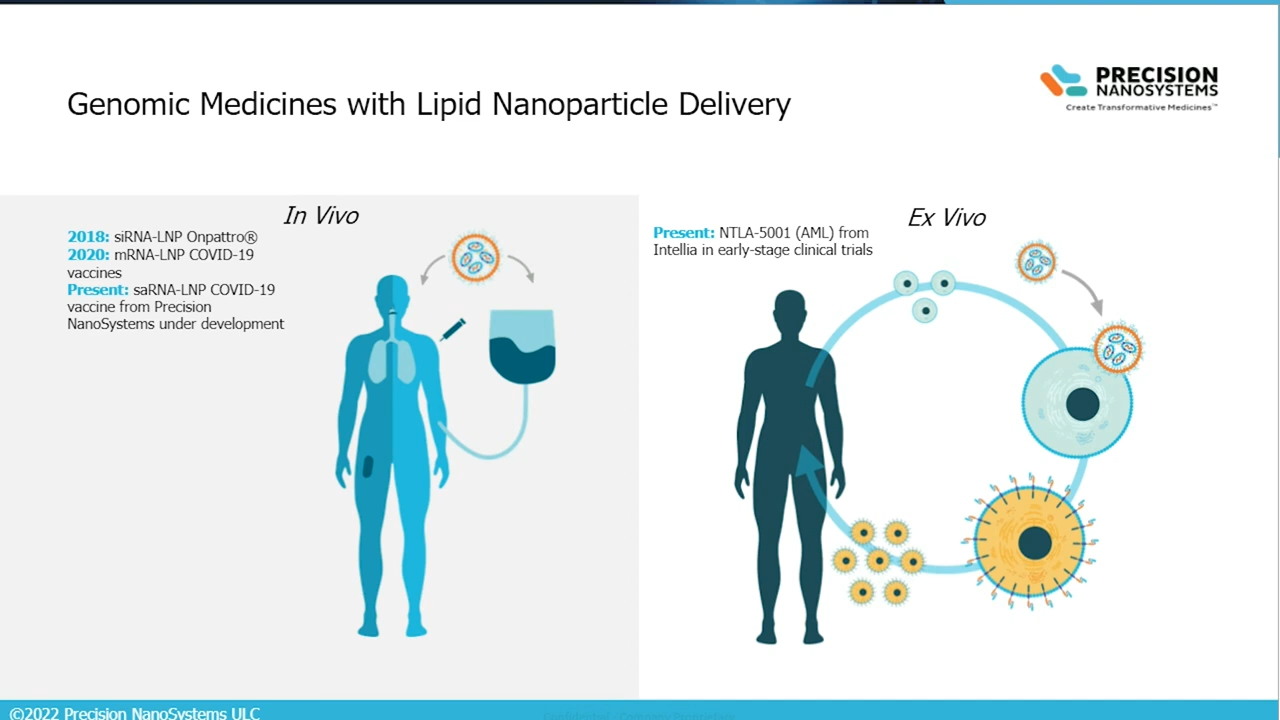 Genomic Medicines with Lipid Nanoparticle Delivery
PRECISION
NANOSYSTEMS
Create Transformative Medicines™
In Vivo
2018: siRNA-LNP Onpattro®
2020: mRNA-LNP COVID-19
vaccines
Present: saRNA-LNP COVID-19
vaccine from Precision
NanoSystems under development
Ex Vivo
Present: NTLA-5001 (AML) from
Intellia in early-stage clinical trials
©2022 Precision NanoSystems ULC